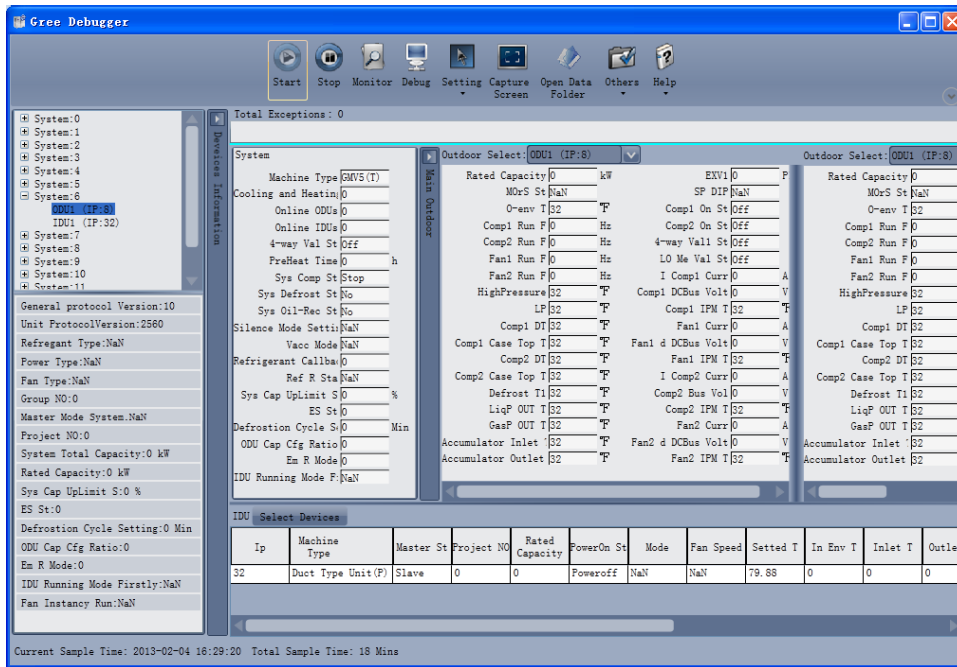 Gree Debugger
Start Stop Monitor Debug Setting Capture Screen Open Data Folder Others Help
System:0
System:1
System:2
System:3
System:4
System:5
System:6
ODU1 (IP:8)
IDU1 (IP:32)
System:7
System:8
System:9
System:10
System:11
General protocol Version:10
Unit ProtocolVersion:2560
Refregant Type:NaN
Power Type:NaN
Fan Type:NaN
Group NO:0
Master Mode System.NaN
Project NO:0
System Total Capacity:0 kW
Rated Capacity:0 kW
Sys Cap UpLimit S:0 %
ES St:0
Defrostion Cycle Setting:0 Min
ODU Cap Cfg Ratio:0
Em R Mode:0
IDU Running Mode Firstly:NaN
Fan Instancy Run:NaN
Deveices Information
Total Exceptions: 0
System
Machine Type GMV5(T)
Cooling and Heatin; 0
Online ODUs 0
Online IDUs 0
4-way Val St Off
PreHeat Time 0 h
Sys Comp St Stop
Sys Defrost St No
Sys Oil-Rec St No
Silence Mode Setti: NaN
Vacc Mode NaN
Refrigerant Callba 0
Ref R Sta NaN
Sys Cap UpLimit S 0 %
ES St 0
Defrostion Cycle S 0 Min
ODU Cap Cfg Ratio 0
Em R Mode 0
IDU Running Mode F: NaN
Main Outdoor
Outdoor Select: ODU1 (IP:8)
Rated Capacity 0 kW
MOrS St NaN
O-env T 32 ℉
Comp1 Run F 0 Hz
Comp2 Run F 0 Hz
Fan1 Run F 0 Hz
Fan2 Run F 0 Hz
HighPressure 32 ℉
LP 32 ℉
Comp1 DT 32 ℉
Comp1 Case Top T 32 ℉
Comp2 DT 32 ℉
Comp2 Case Top T 32 ℉
Defrost T1 32 ℉
LiqP OUT T 32 ℉
GasP OUT T 32 ℉
Accumulator Inlet 32 ℉
Accumulator Outlet 32 ℉
EXV1 0 P
SP DIP NaN
Comp1 On St Off
Comp2 On St Off
4-way Val1 St Off
LO Me Val St Off
I Comp1 Curr 0 A
Comp1 DCBus Volt 0 V
Comp1 IPM T 32 ℉
Fan1 Curr 0 A
Fan1 d DCBus Volt 0 V
Fan1 IPM T 32 ℉
I Comp2 Curr 0 A
Comp2 Bus Vol 0 V
Comp2 IPM T 32 ℉
Fan2 Curr 0 A
Fan2 d DCBus Volt 0 V
Fan2 IPM T 32 ℉
Outdoor Select: ODU1 (IP:8)
Rated Capacity 0
MOrS St NaN
O-env T 32
Comp1 Run F 0
Comp2 Run F 0
Fan1 Run F 0
Fan2 Run F 0
HighPressure 32
LP 32
Comp1 DT 32
Comp1 Case Top T 32
Comp2 DT 32
Comp2 Case Top T 32
Defrost T1 32
LiqP OUT T 32
GasP OUT T 32
Accumulator Inlet 32
Accumulator Outlet 32
IDU Select Devices
Ip Machine Type Master St Project NO Rated Capacity PowerOn St Mode Fan Speed Setted T In Env T Inlet T Outle
32 Duct Type Unit(P) Slave 0 0 Poweroff NaN NaN 79.88 0 0 0
Current Sample Time: 2013-02-04 16:29:20 Total Sample Time: 18 Mins